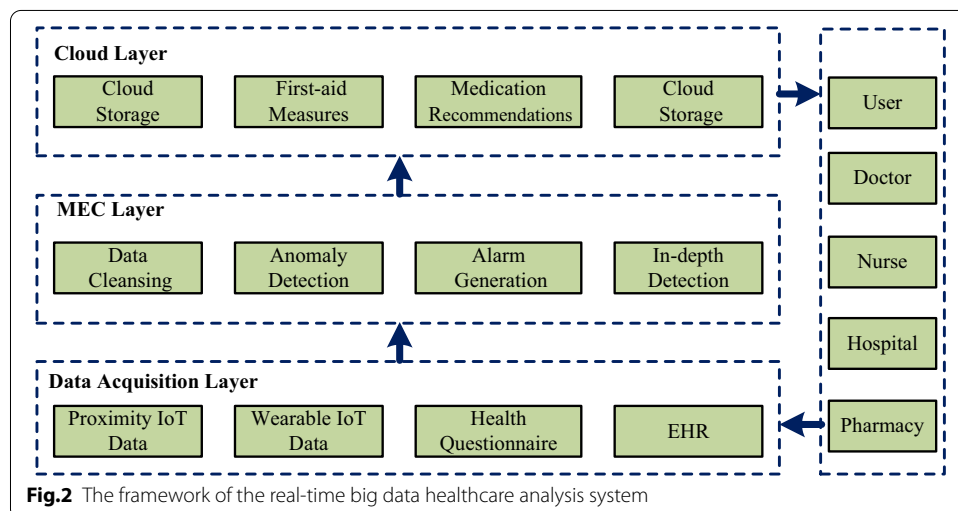 Cloud Layer
Cloud
Storage
First-aid
Measures
Medication
Recommendations
Cloud
Storage
MEC Layer
Data
Cleansing
Anomaly
Detection
Alarm
Generation
In-depth
Detection
Data Acquisition Layer
Proximity IoT
Data
Wearable IoT
Data
Health
Questionnaire
EHR
User
Doctor
Nurse
Hospital
Pharmacy
Fig.2 The framework of the real-time big data healthcare analysis system